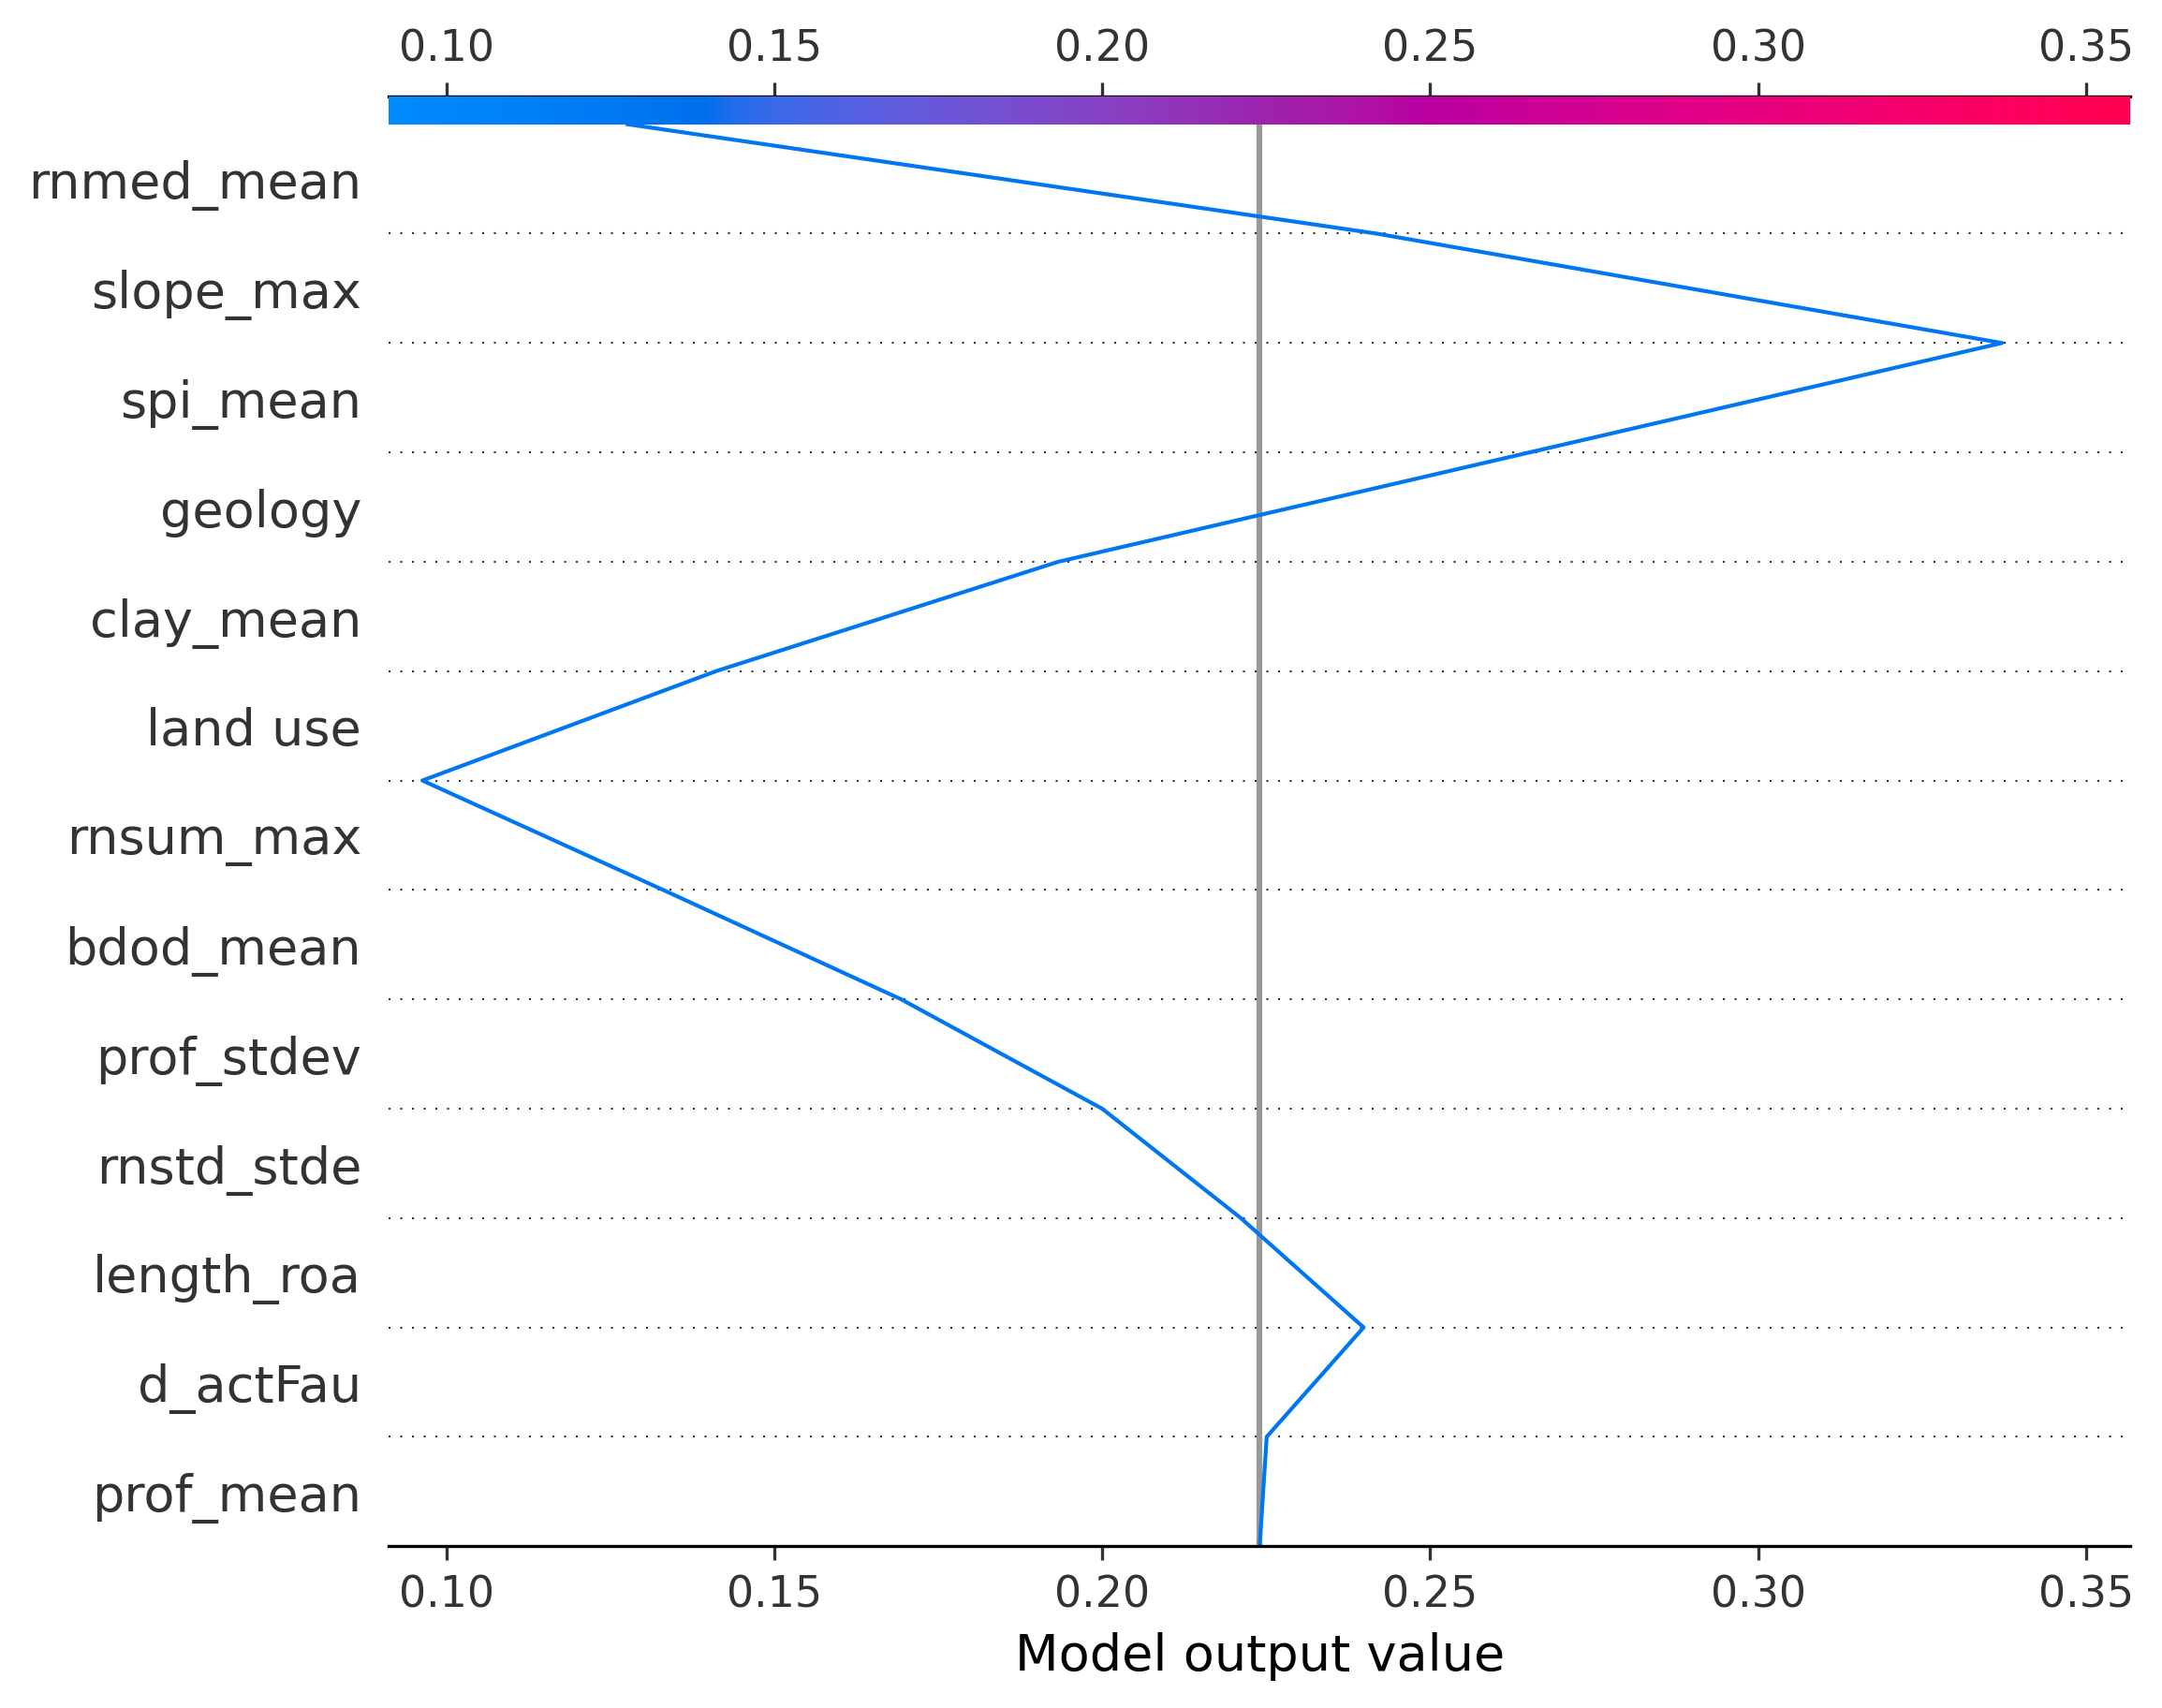 0.10 0.15 0.20 0.25 0.30 0.35
rnmed_mean
slope_max
spi_mean
geology
clay_mean
land use
rnsum_max
bdod_mean
prof_stdev
rnstd_stde
length_roa
d_actFau
prof_mean
0.10 0.15 0.20 0.25 0.30 0.35
Model output value